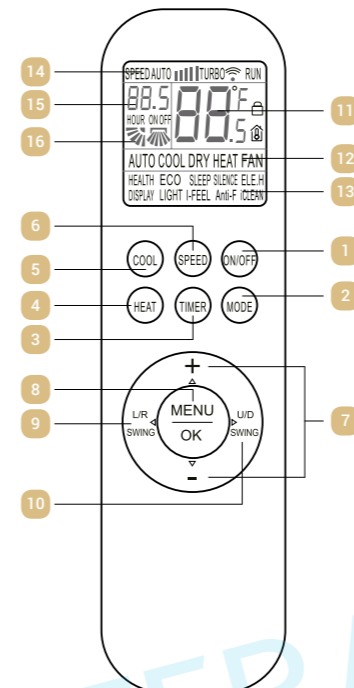 14
SPEED AUTO TURBO RUN
15
88.5 88.5 °F
11
HOUR ON OFF
16
AUTO COOL DRY HEAT FAN
12
HEALTH ECO SLEEP SILENCE ELE.H
13
DISPLAY LIGHT I-FEEL Anti-F iCLEAN
6
1
COOL SPEED ON/OFF
5
4
2
HEAT TIMER MODE
3
+
8
7
9
L/R SWING
MENU
OK
U/D SWING
10
-